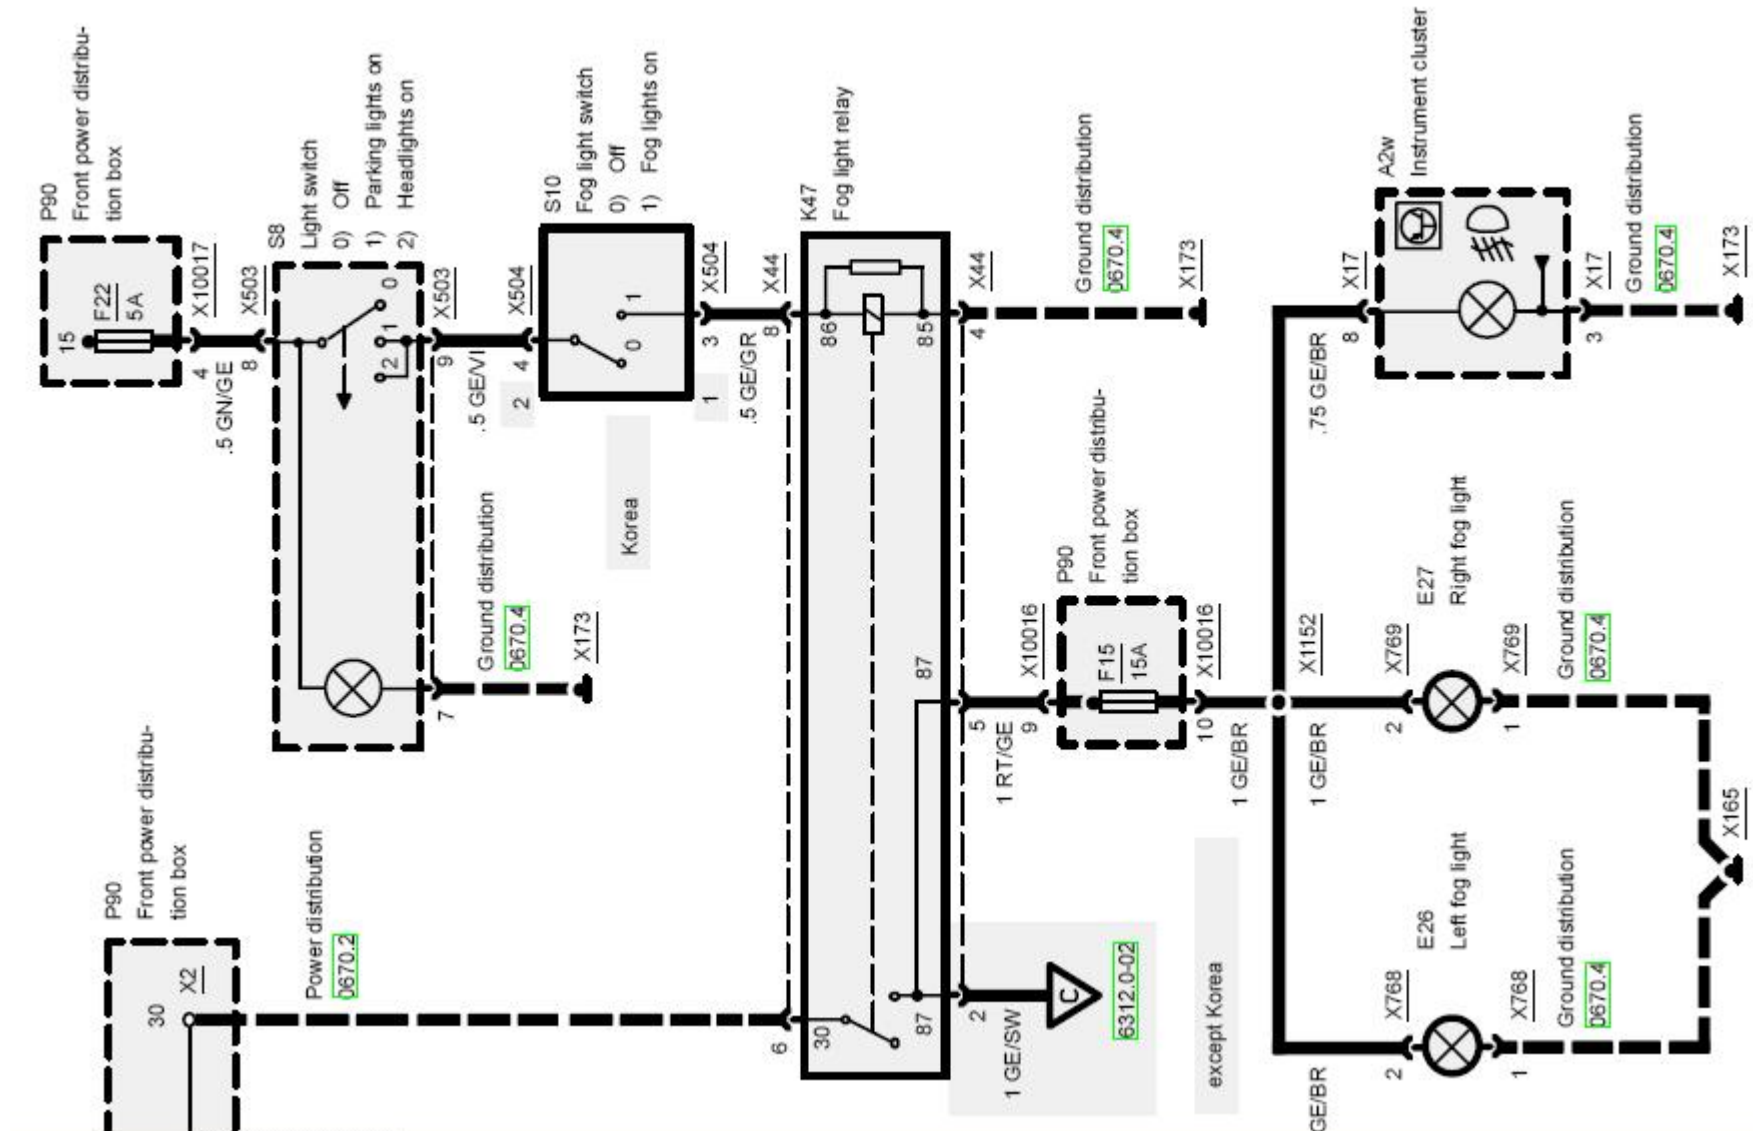 P90
Front power distribu-
tion box
15
F22
5A
X10017
4
.5 GN/GE
8
X503
S8
Light switch
0) Off
1) Parking lights on
2) Headlights on
0
1
2
X503
9
7
.5 GE/VI
X504
4
2
Ground distribution
0670.4
X173
S10
Fog light switch
0) Off
1) Fog lights on
0
1
Korea
X504
3
1
.5 GE/GR
X44
8
P90
Front power distribu-
tion box
30
X2
Power distribution
0670.2
6
K47
Fog light relay
86
85
30
87
87
X44
4
Ground distribution
0670.4
X173
2
1 GE/SW
C
6312.0-02
except Korea
5
1 RT/GE
9
X10016
P90
Front power distribu-
tion box
F15
15A
X10016
10
1 GE/BR
X1152
1 GE/BR
GE/BR
.75 GE/BR
X17
8
A2w
Instrument cluster
X17
3
Ground distribution
0670.4
X173
X769
2
E27
Right fog light
X769
1
Ground distribution
0670.4
X768
2
E26
Left fog light
X768
1
Ground distribution
0670.4
X165